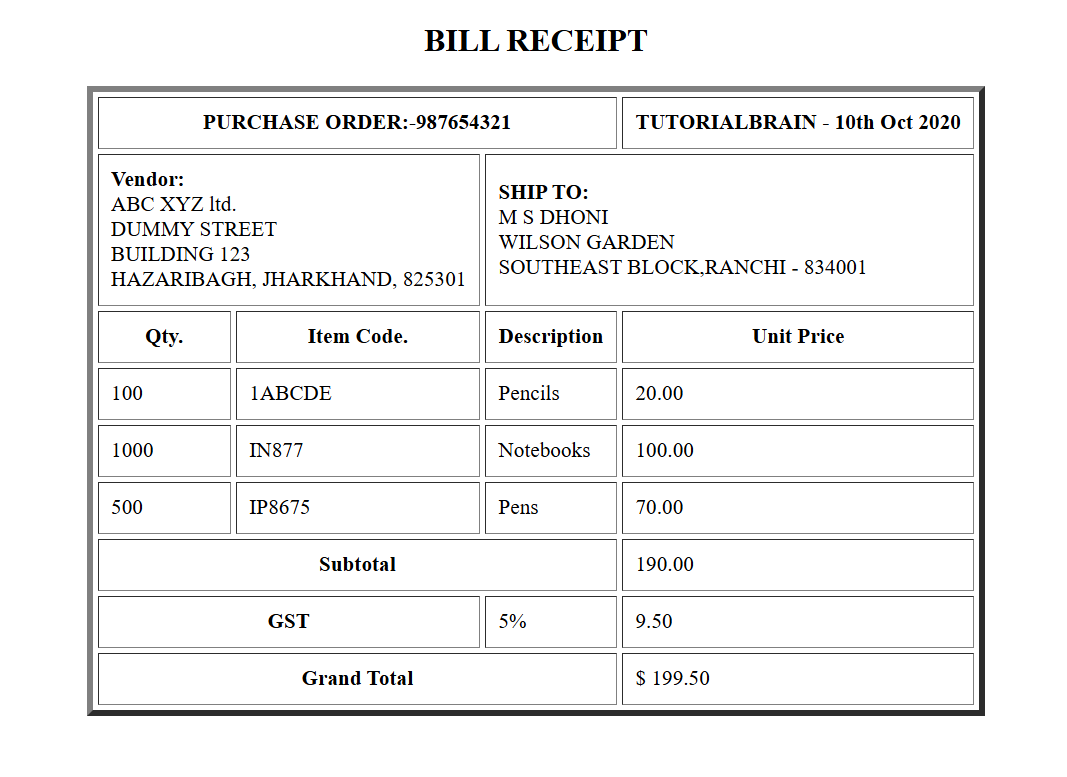 BILL RECEIPT
PURCHASE ORDER:-987654321 TUTORIALBRAIN - 10th Oct 2020
Vendor:
ABC XYZ ltd.
DUMMY STREET
BUILDING 123
HAZARIBAGH, JHARKHAND, 825301
SHIP TO:
M S DHONI
WILSON GARDEN
SOUTHEAST BLOCK,RANCHI - 834001
Qty. Item Code. Description Unit Price
100 1ABCDE Pencils 20.00
1000 IN877 Notebooks 100.00
500 IP8675 Pens 70.00
Subtotal 190.00
GST 5% 9.50
Grand Total $ 199.50